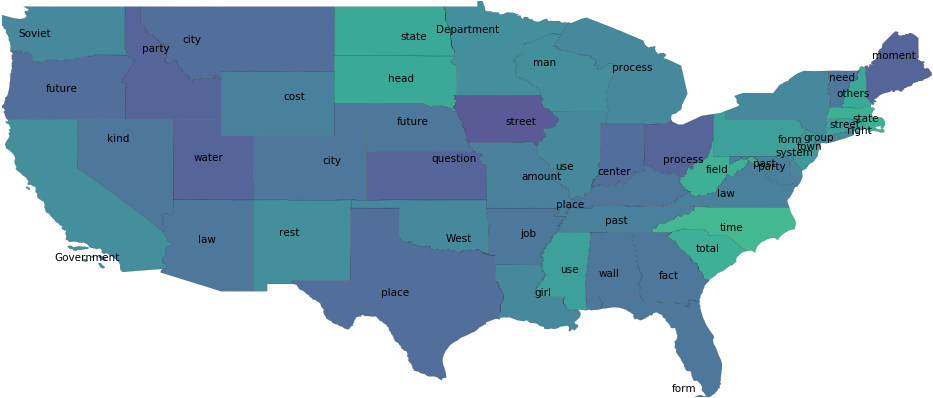 Soviet
party
city
state
Department
man
process
moment
future
cost
head
need
others
kind
water
city
future
question
street
amount
use
center
process
field
form
group
town
system
street
state
right
past
party
law
Government
law
rest
West
job
place
past
time
total
place
girl
use
wall
fact
form